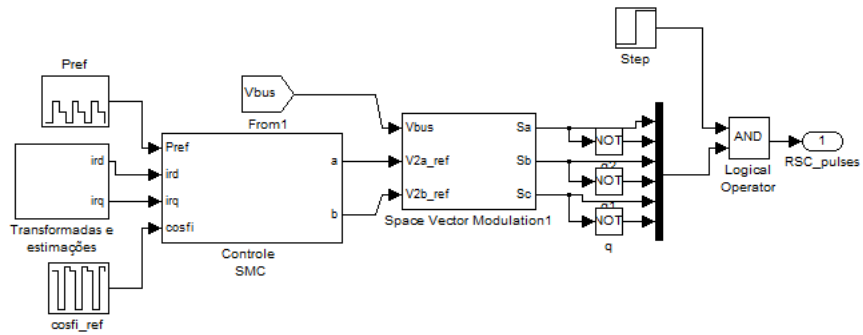 Pref
Vbus
From1
Step
Pref
ird
irq
cosfi
a
b
Controle
SMC
ird
irq
Transformadas e
estimações
cosfi_ref
Vbus
V2a_ref
V2b_ref
Sa
Sb
Sc
Space Vector Modulation1
NOT
NOT
NOT
q
AND
Logical
Operator
1
RSC_pulses